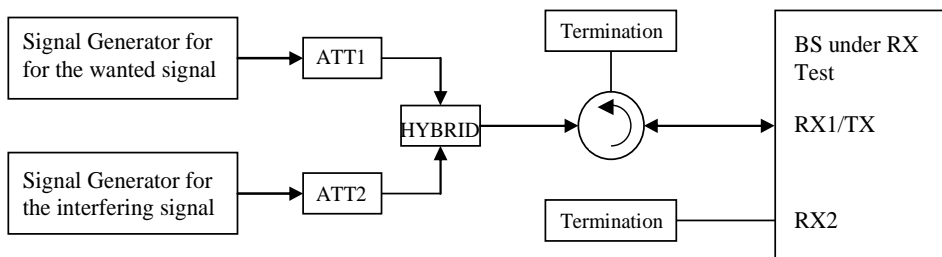 Signal Generator for
for the wanted signal
ATT1
HYBRID
Signal Generator for
the interfering signal
ATT2
Termination
Termination
BS under RX
Test
RX1/TX
RX2